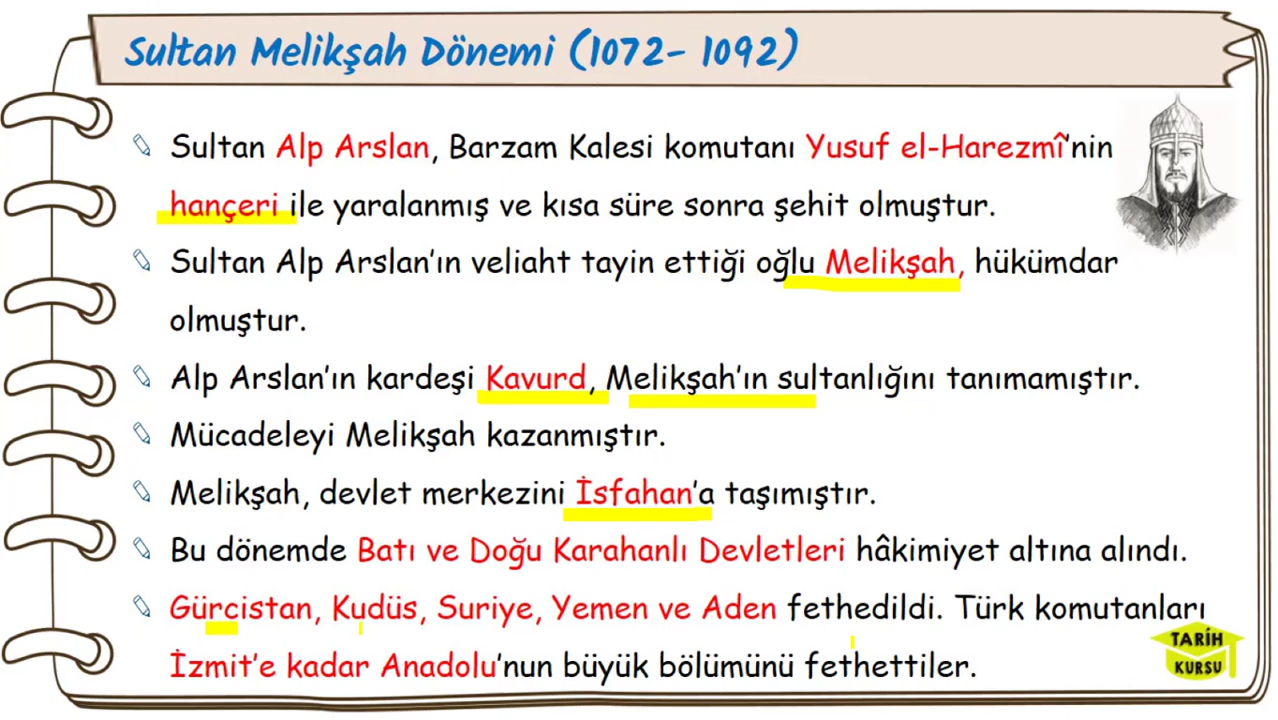 Sultan Melikşah Dönemi (1072- 1092)
Sultan Alp Arslan, Barzam Kalesi komutanı Yusuf el-Harezmî'nin
hançeri ile yaralanmış ve kısa süre sonra şehit olmuştur.
Sultan Alp Arslan'ın veliaht tayin ettiği oğlu Melikşah, hükümdar
olmuştur.
Alp Arslan'ın kardeşi Kavurd, Melikşah'ın sultanlığını tanımamıştır.
Mücadeleyi Melikşah kazanmıştır.
Melikşah, devlet merkezini İsfahan'a taşımıştır.
Bu dönemde Batı ve Doğu Karahanlı Devletleri hâkimiyet altına alındı.
Gürcistan, Kudüs, Suriye, Yemen ve Aden fethedildi. Türk komutanları
İzmit'e kadar Anadolu'nun büyük bölümünü fethettiler.
TARİH
KURSU